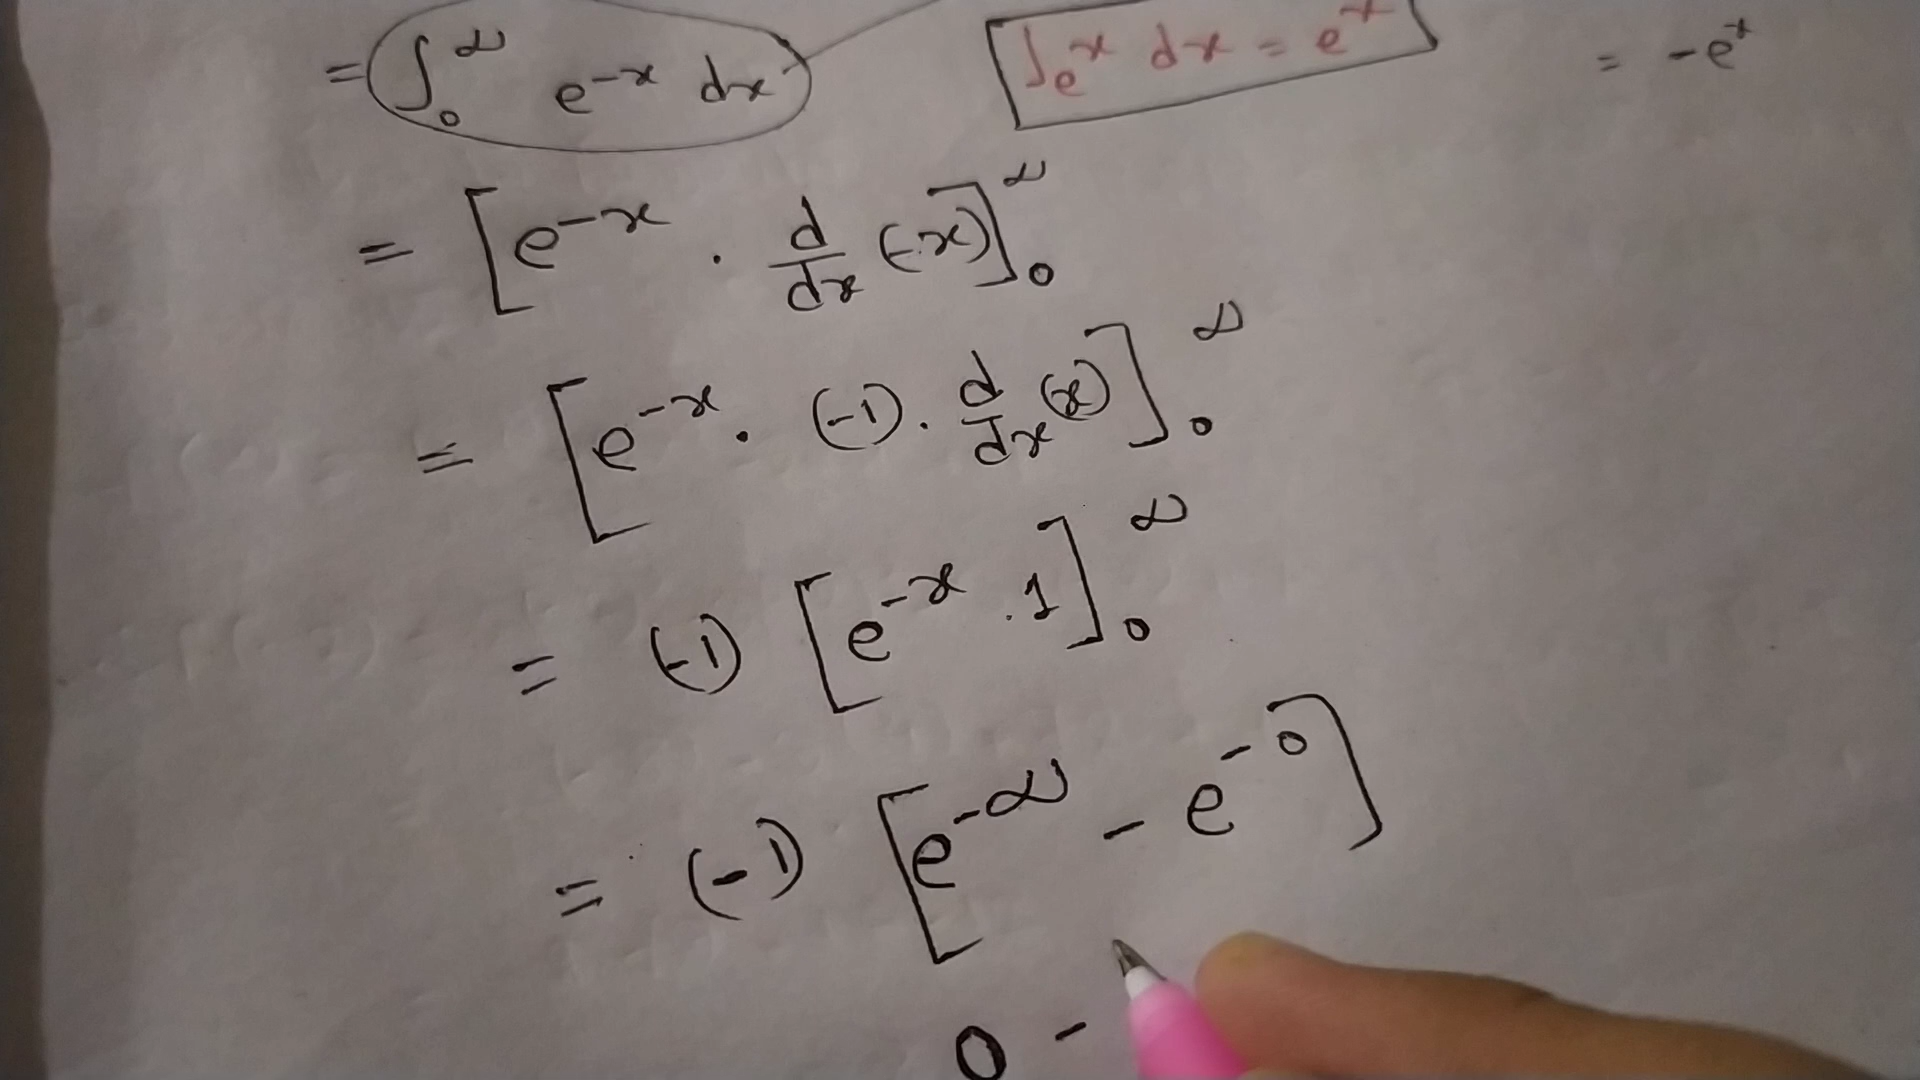 = ∫₀^∞ e^{-x} dx
∫e^x dx = e^x
= -e^x
= [e^{-x} · d/dx (-x)]₀^∞
= [e^{-x} · (-1) · d/dx (x)]₀^∞
= (-1) [e^{-x} · 1]₀^∞
= (-1) [e^{-∞} - e^{-0}]
0 -